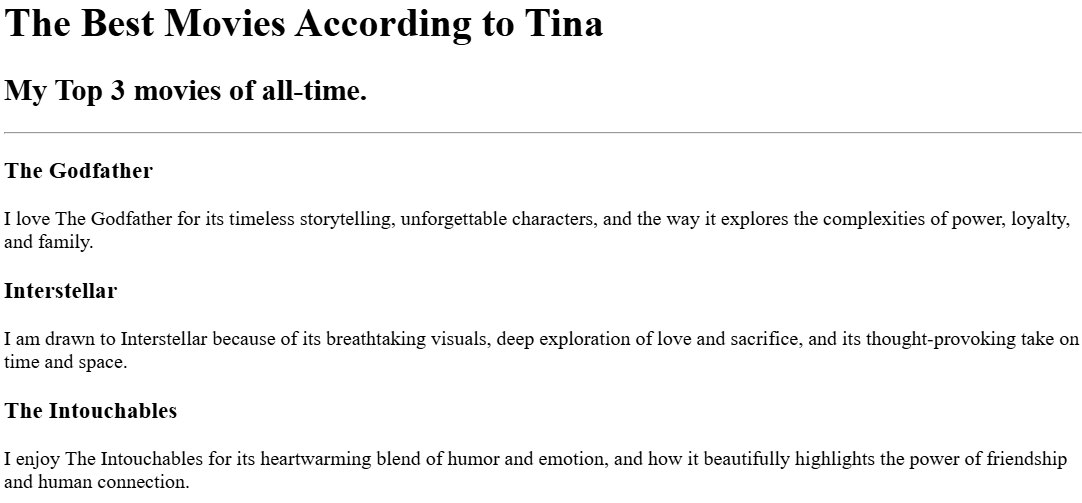 The Best Movies According to Tina
My Top 3 movies of all-time.
The Godfather
I love The Godfather for its timeless storytelling, unforgettable characters, and the way it explores the complexities of power, loyalty,
and family.
Interstellar
I am drawn to Interstellar because of its breathtaking visuals, deep exploration of love and sacrifice, and its thought-provoking take on
time and space.
The Intouchables
I enjoy The Intouchables for its heartwarming blend of humor and emotion, and how it beautifully highlights the power of friendship
and human connection.